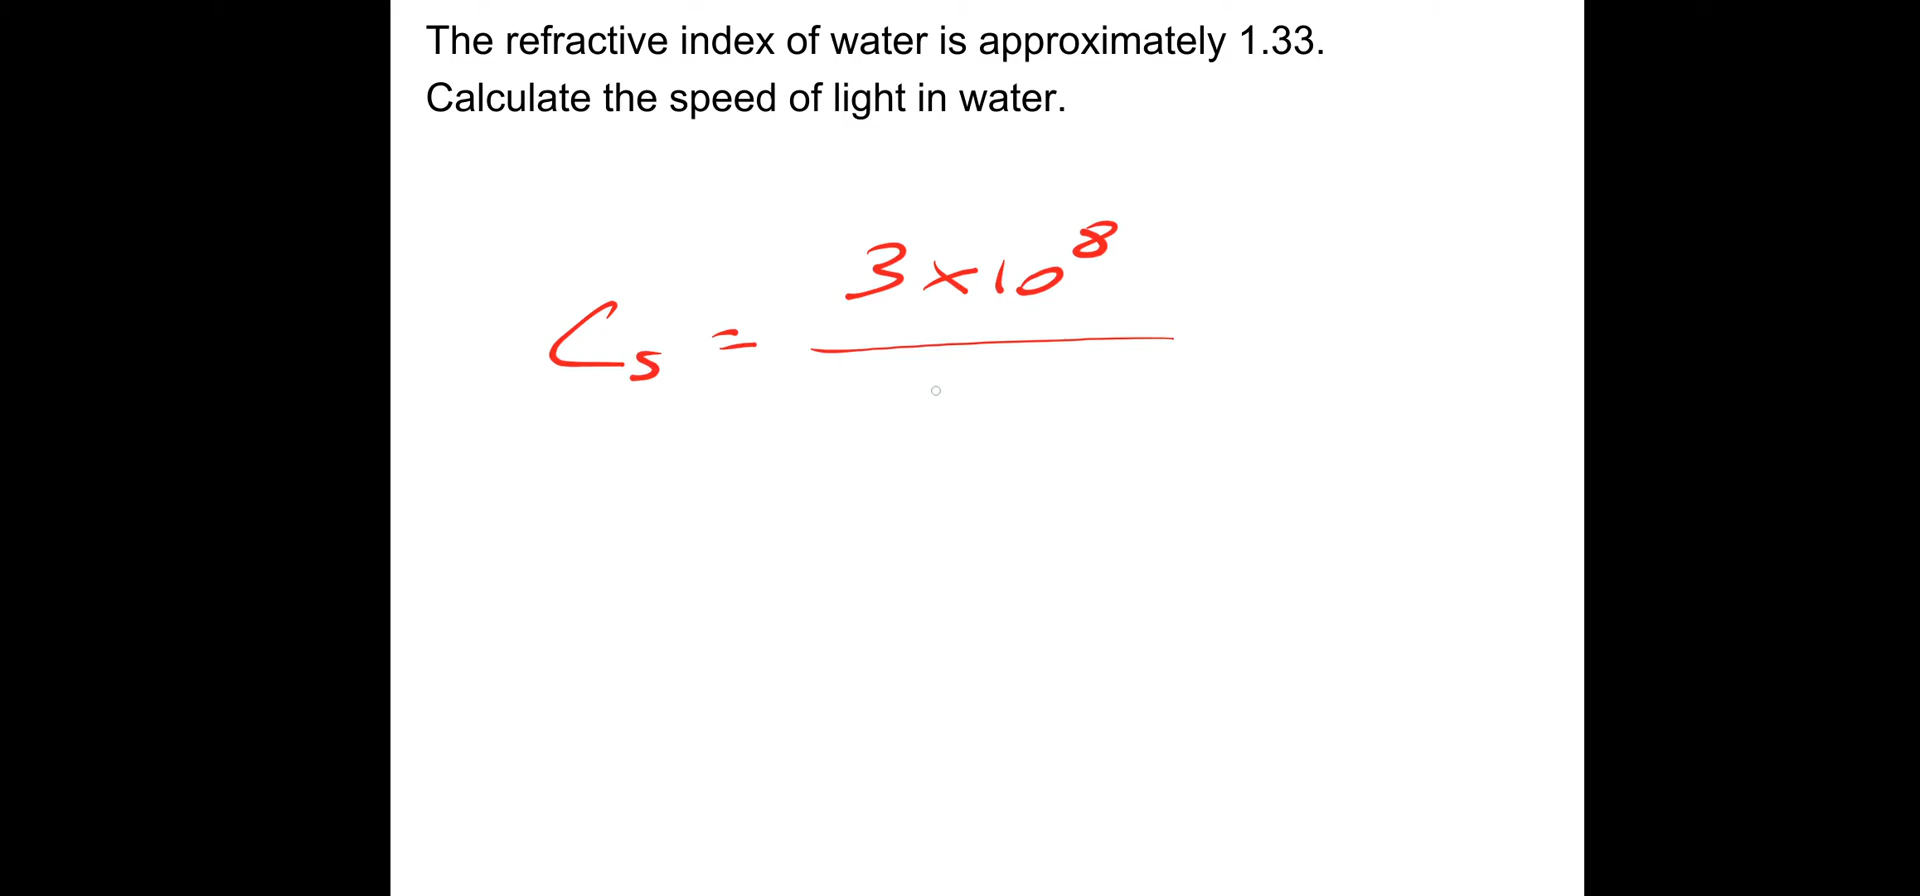 The refractive index of water is approximately 1.33.
Calculate the speed of light in water.
Cs = 3×10⁸